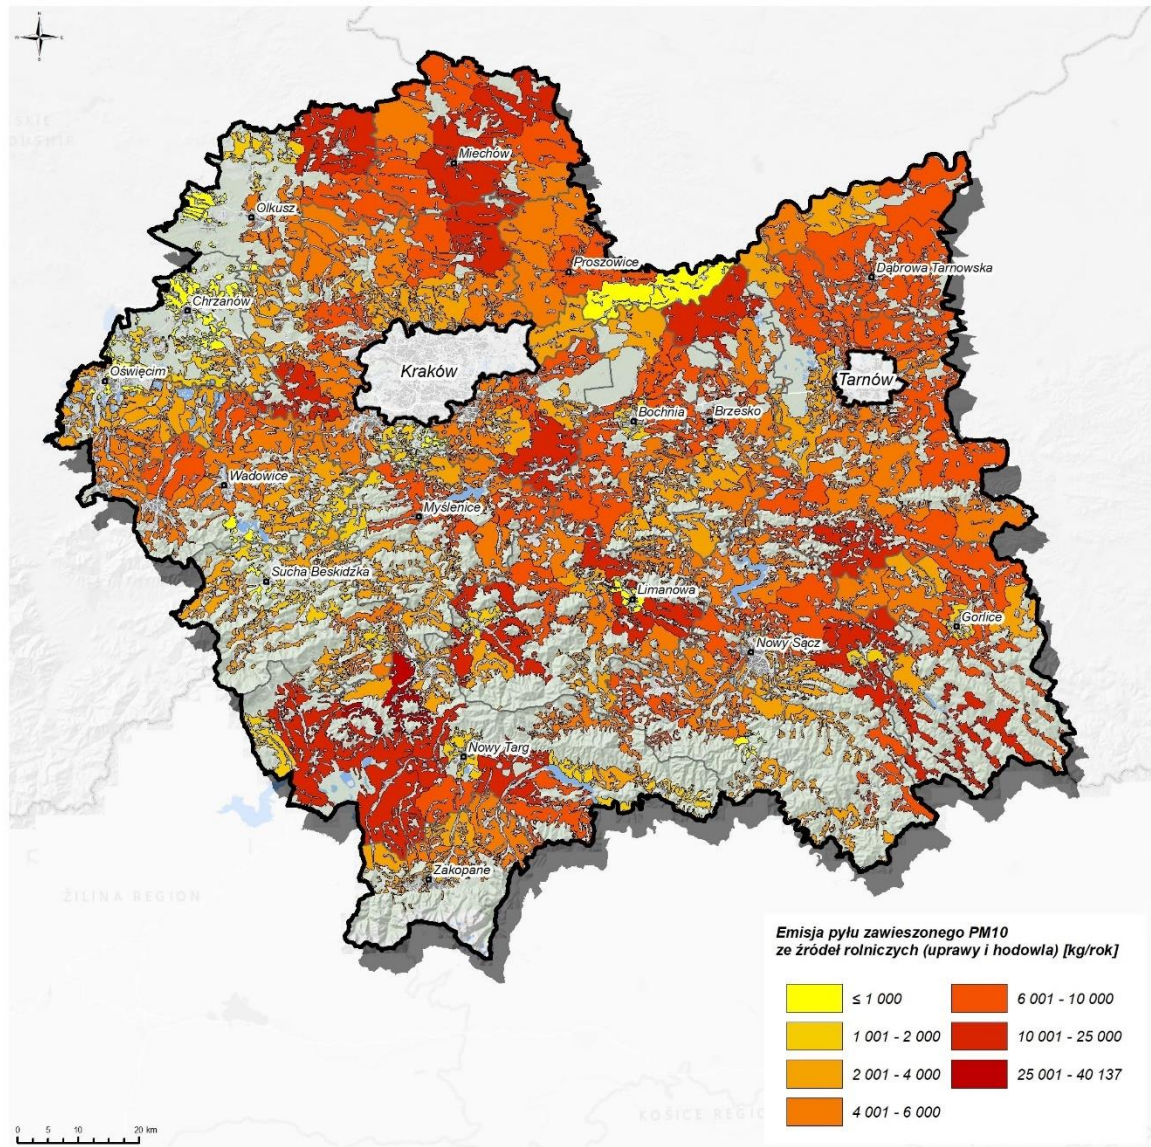 N
W E
S
Miechów
Olkusz
Proszowice
Dąbrowa Tarnowska
Chrzanów
Kraków
Tarnów
Oświęcim
Bochnia
Brzesko
Wadowice
Myślenice
Sucha Beskidzka
Limanowa
Gorlice
Nowy Sącz
Nowy Targ
Zakopane
ŽILINA REGION
Emisja pyłu zawieszonego PM10
ze źródeł rolniczych (uprawy i hodowla) [kg/rok]
≤ 1 000
6 001 - 10 000
1 001 - 2 000
10 001 - 25 000
2 001 - 4 000
25 001 - 40 137
4 001 - 6 000
KOŠICE REGIO
0 5 10 20 km